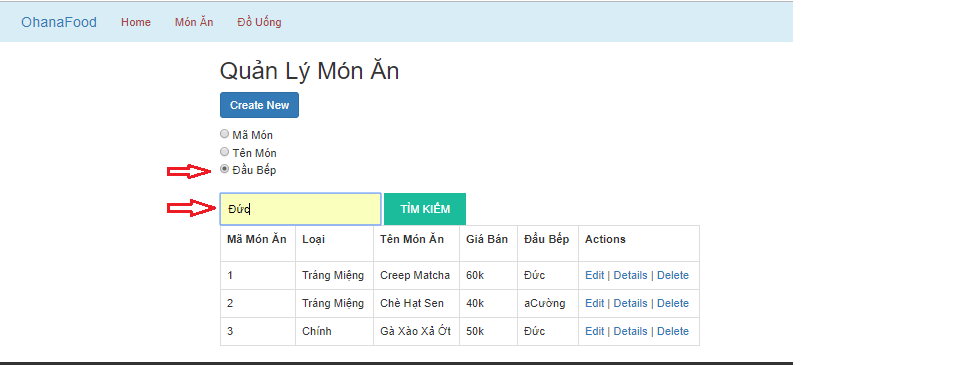 OhanaFood Home Món Ăn Đồ Uống
Quản Lý Món Ăn
Create New
Mã Món
Tên Món
Đầu Bếp
Đức TÌM KIẾM
Mã Món Ăn Loại Tên Món Ăn Giá Bán Đầu Bếp Actions
1 Tráng Miệng Creep Matcha 60k Đức Edit | Details | Delete
2 Tráng Miệng Chè Hạt Sen 40k aCường Edit | Details | Delete
3 Chính Gà Xào Xả Ớt 50k Đức Edit | Details | Delete